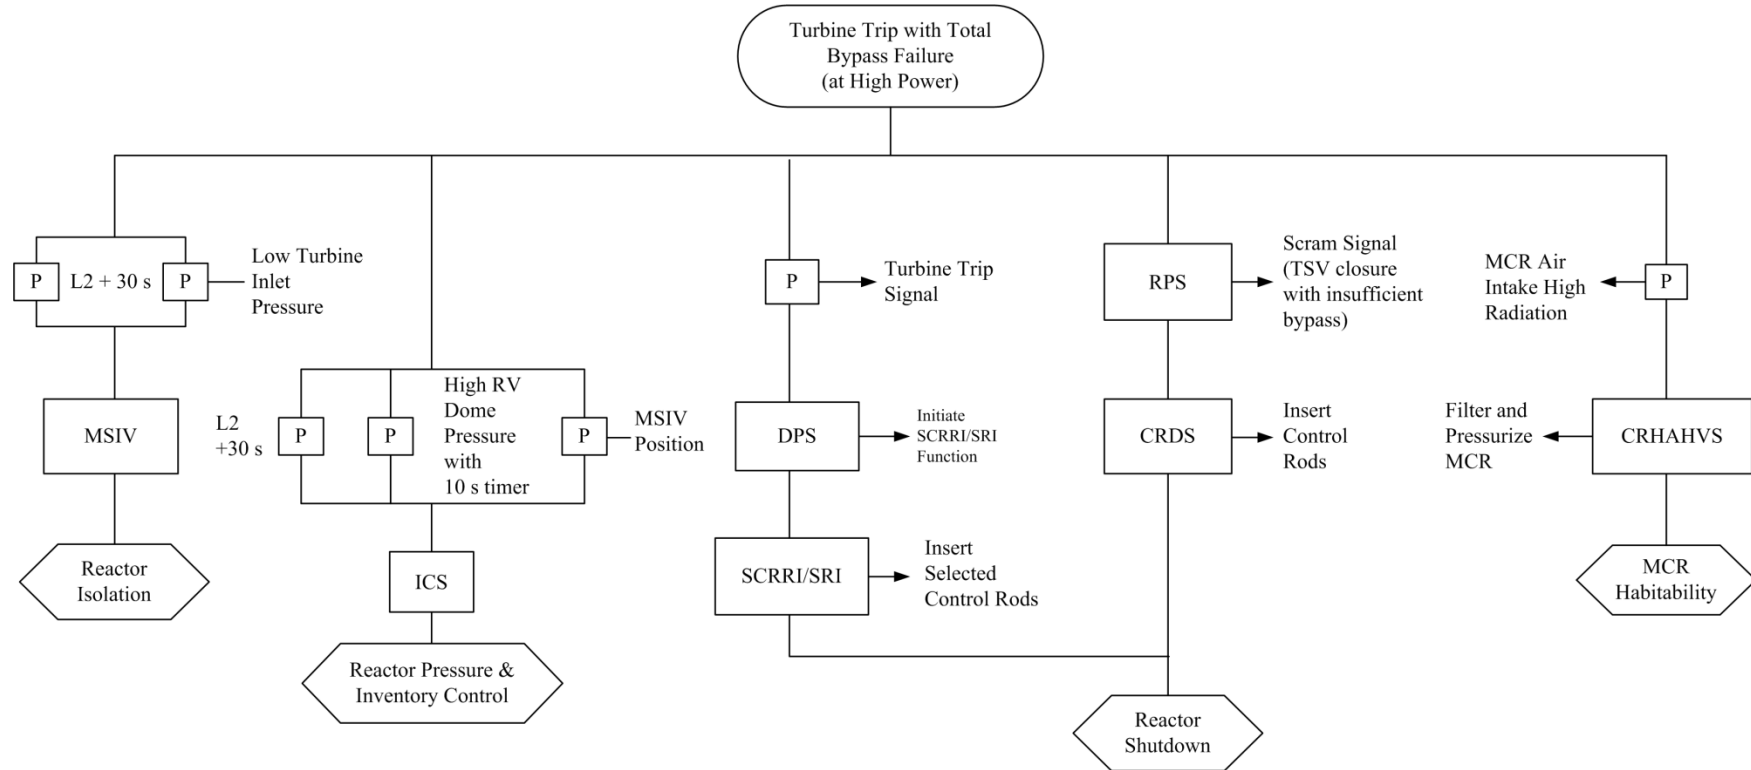 Turbine Trip with Total
Bypass Failure
(at High Power)
P
L2 + 30 s
P
Low Turbine
Inlet
Pressure
MSIV
Reactor
Isolation
L2
+30 s
P
P
High RV
Dome
Pressure
with
10 s timer
P
MSIV
Position
ICS
Reactor Pressure &
Inventory Control
P
Turbine Trip
Signal
DPS
Initiate
SCRRI/SRI
Function
SCRRI/SRI
Insert
Selected
Control Rods
RPS
Scram Signal
(TSV closure
with insufficient
bypass)
CRDS
Insert
Control
Rods
Reactor
Shutdown
MCR Air
Intake High
Radiation
P
Filter and
Pressurize
MCR
CRHAHVS
MCR
Habitability